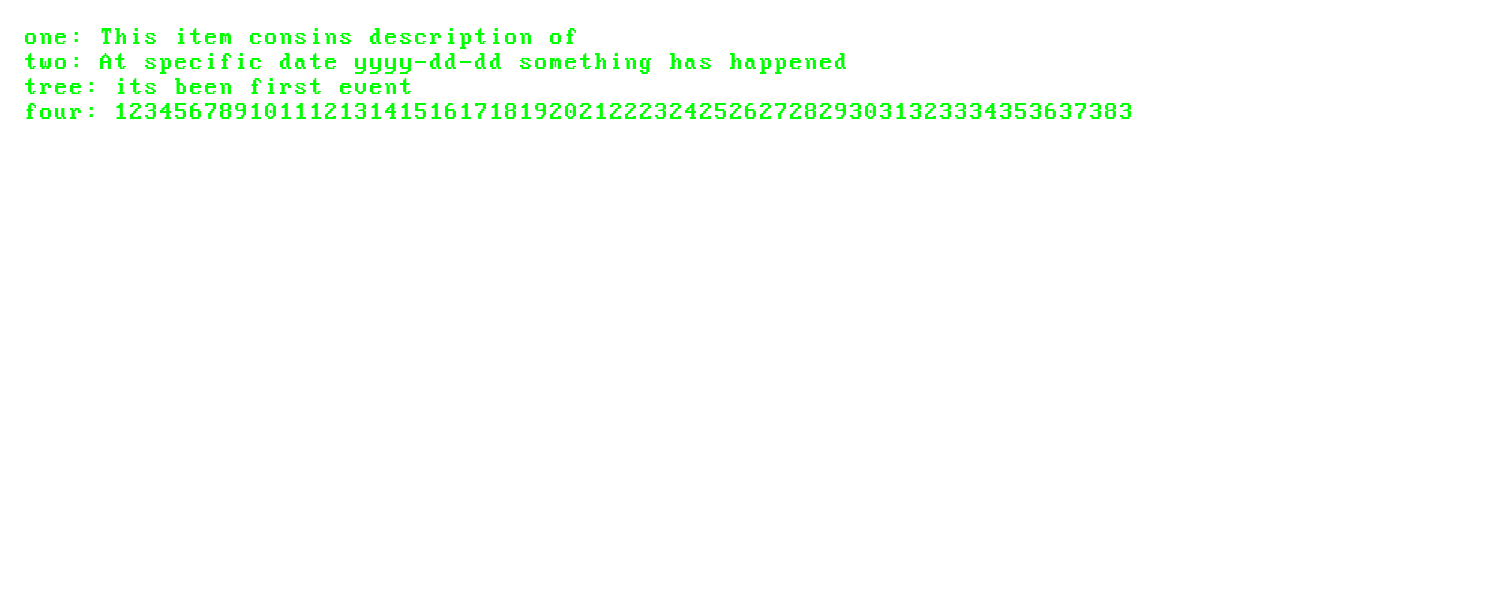 one: This item consins description of
two: At specific date yyyy-dd-dd something has happened
tree: its been first event
four: 12345678910111213141516171819202122232425262728293031323334353637383